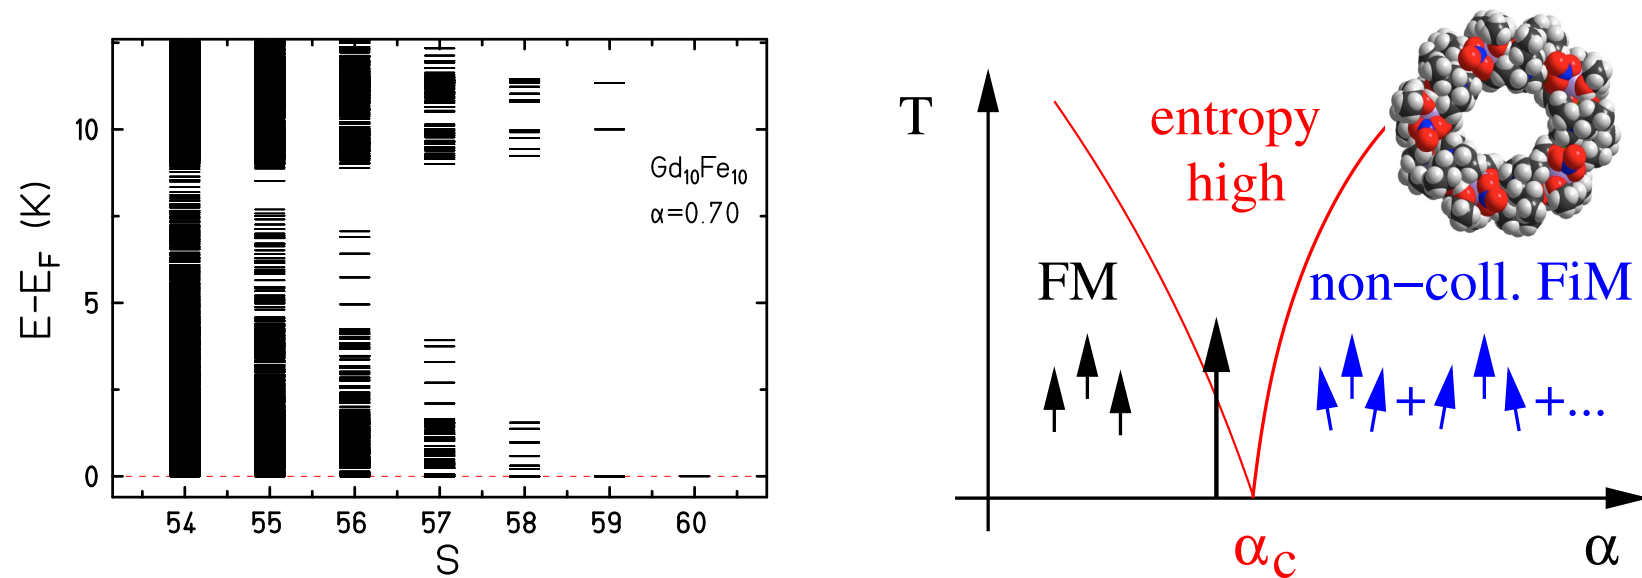 10
5
0
E-E_F (K)
Gd₁₀Fe₁₀
α=0.70
54 55 56 57 58 59 60
S
T
entropy
high
FM
non-coll. FiM
+ +...
α_c
α